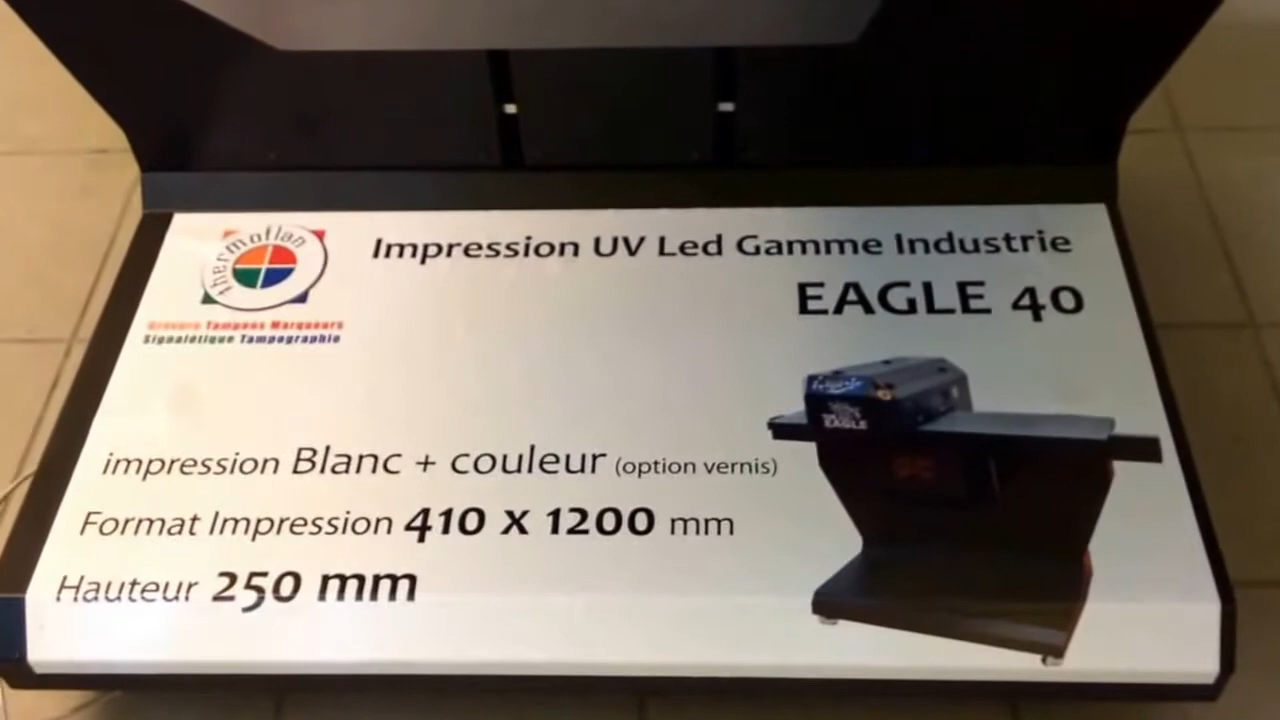 thermoflan
Gravure Tampons Marqueurs
Signalétique Tampographie
Impression UV Led Gamme Industrie
EAGLE 40
EAGLE
impression Blanc + couleur (option vernis)
Format Impression 410 x 1200 mm
Hauteur 250 mm